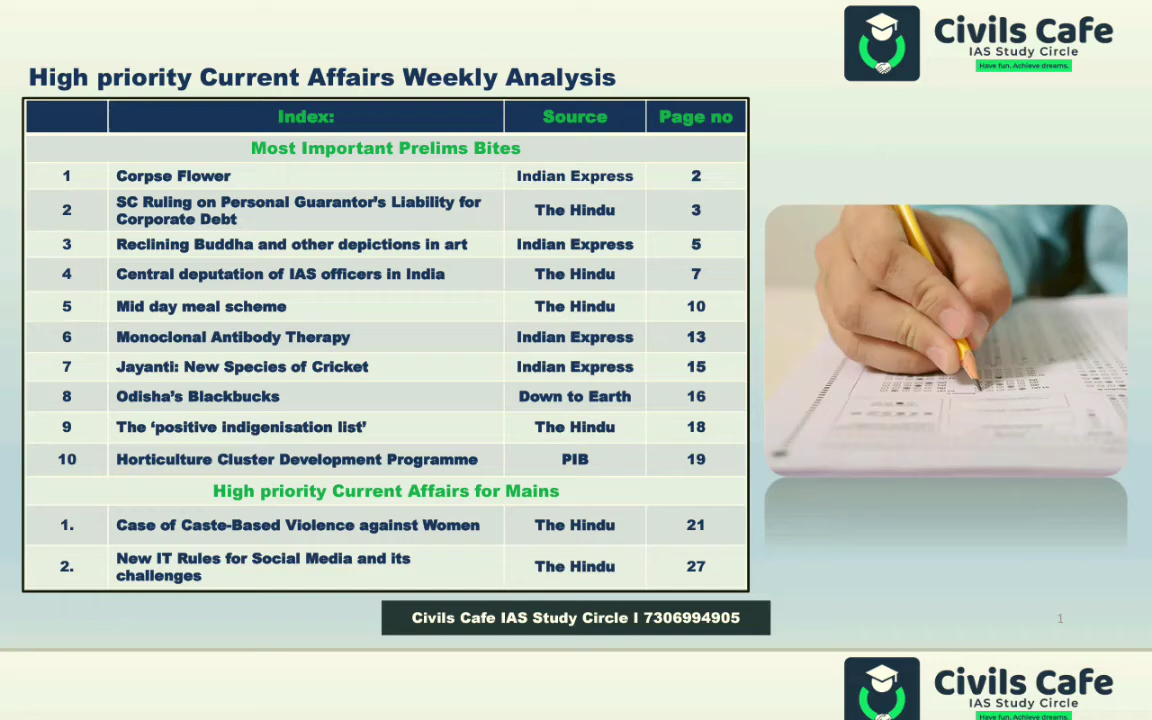 Civils Cafe
IAS Study Circle
Have fun. Achieve dreams.
High priority Current Affairs Weekly Analysis
Index: Source Page no
Most Important Prelims Bites
1 Corpse Flower Indian Express 2
2 SC Ruling on Personal Guarantor's Liability for Corporate Debt The Hindu 3
3 Reclining Buddha and other depictions in art Indian Express 5
4 Central deputation of IAS officers in India The Hindu 7
5 Mid day meal scheme The Hindu 10
6 Monoclonal Antibody Therapy Indian Express 13
7 Jayanti: New Species of Cricket Indian Express 15
8 Odisha's Blackbucks Down to Earth 16
9 The 'positive indigenisation list' The Hindu 18
10 Horticulture Cluster Development Programme PIB 19
High priority Current Affairs for Mains
1. Case of Caste-Based Violence against Women The Hindu 21
2. New IT Rules for Social Media and its challenges The Hindu 27
Civils Cafe IAS Study Circle I 7306994905
1
Civils Cafe
IAS Study Circle
Have fun. Achieve dreams.